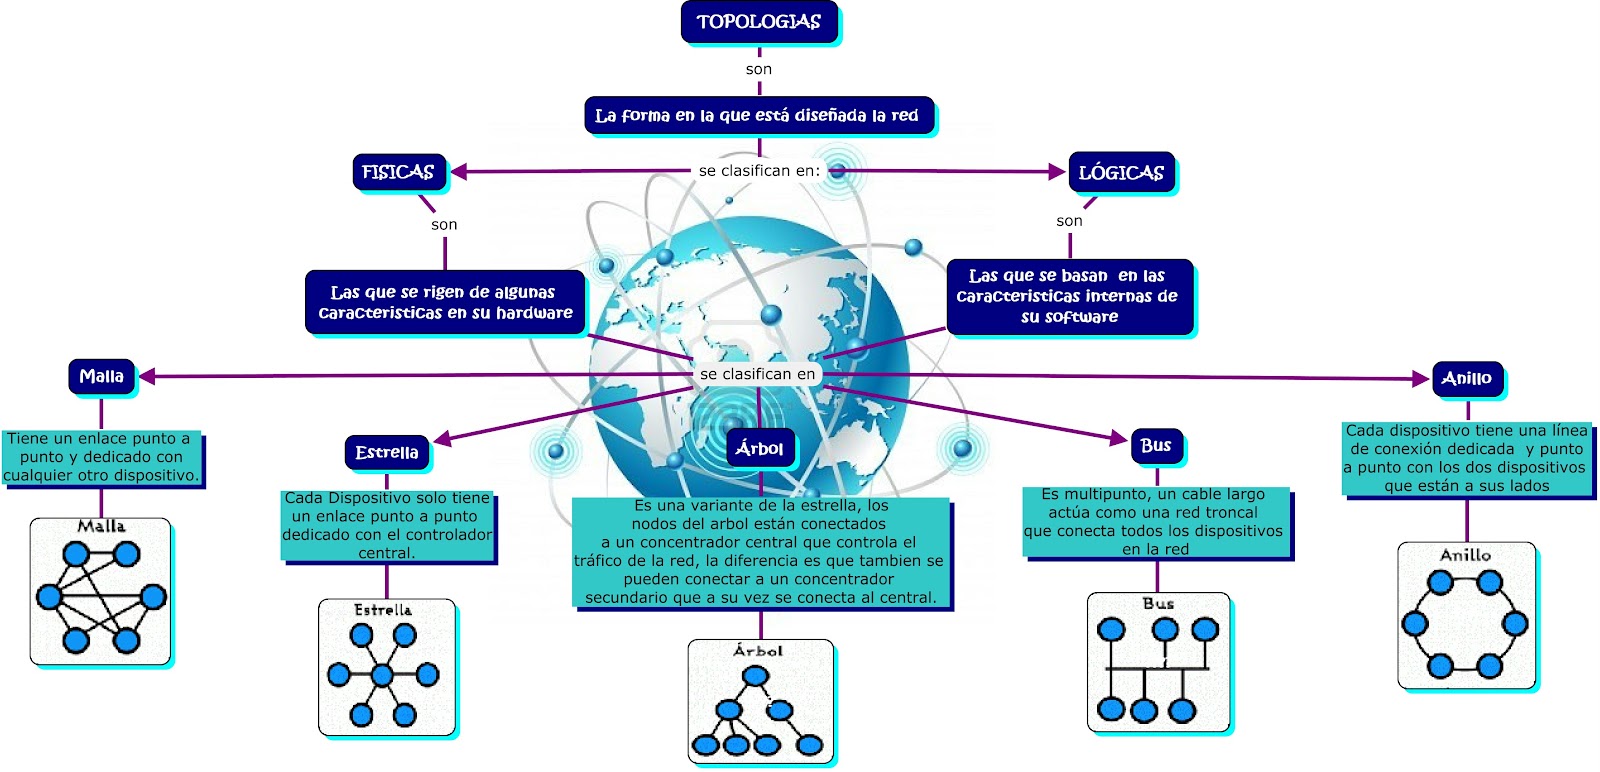 TOPOLOGIAS
son
La forma en la que está diseñada la red
se clasifican en:
FISICAS
LÓGICAS
son
son
Las que se rigen de algunas
caracteristicas en su hardware
Las que se basan en las
caracteristicas internas de
su software
se clasifican en
Malla
Tiene un enlace punto a
punto y dedicado con
cualquier otro dispositivo.
Malla
Estrella
Cada Dispositivo solo tiene
un enlace punto a punto
dedicado con el controlador
central.
Estrella
Árbol
Es una variante de la estrella, los
nodos del arbol están conectados
a un concentrador central que controla el
tráfico de la red, la diferencia es que tambien se
pueden conectar a un concentrador
secundario que a su vez se conecta al central.
Árbol
Bus
Es multipunto, un cable largo
actúa como una red troncal
que conecta todos los dispositivos
en la red
Bus
Anillo
Cada dispositivo tiene una línea
de conexión dedicada y punto
a punto con los dos dispositivos
que están a sus lados
Anillo